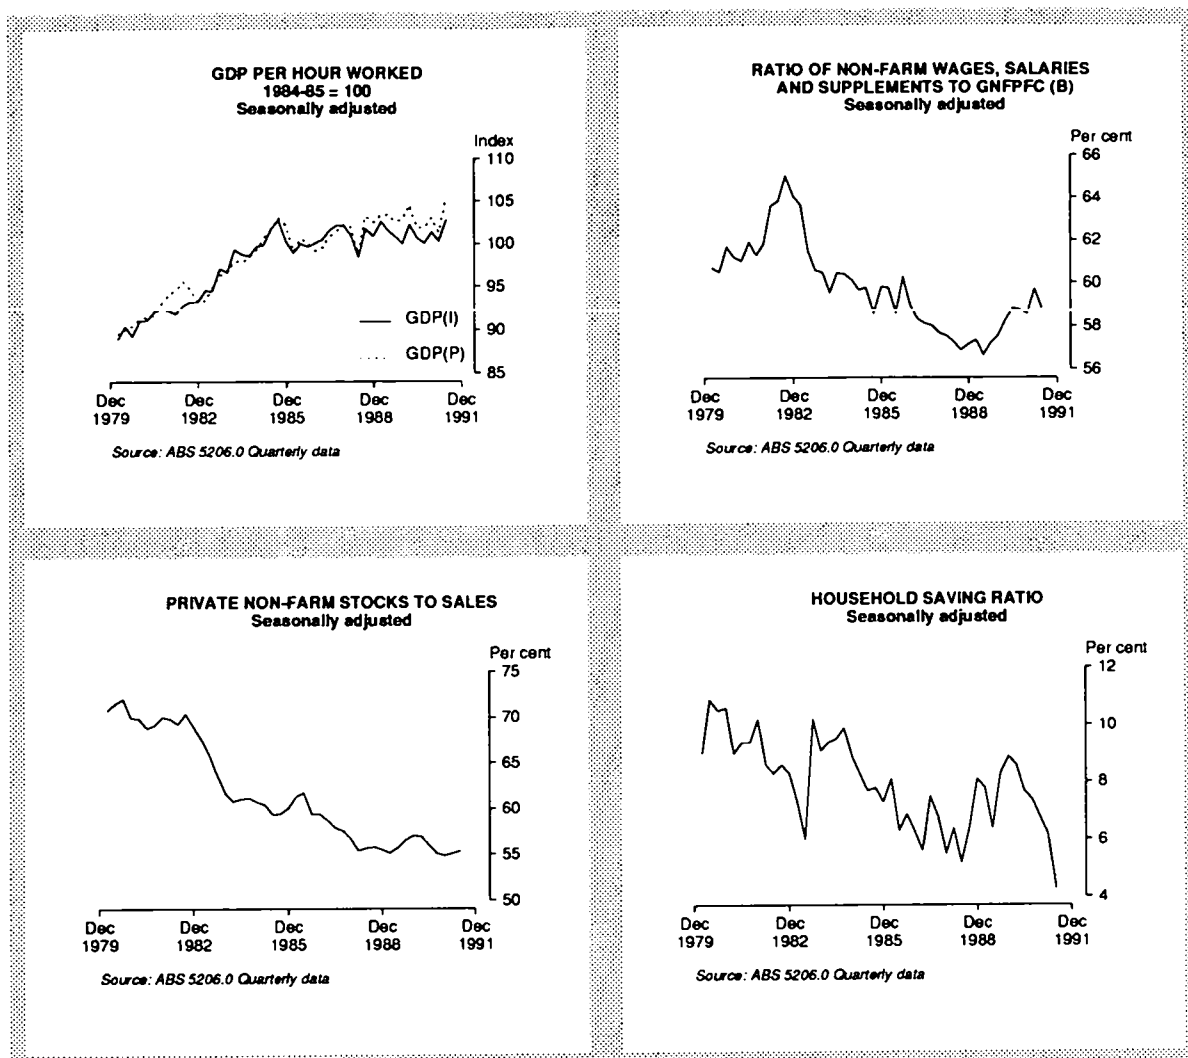 GDP PER HOUR WORKED
1984-85 = 100
Seasonally adjusted
Index
110
105
100
95
90
85
GDP(I)
GDP(P)
Dec Dec Dec Dec Dec
1979 1982 1985 1988 1991
Source: ABS 5206.0 Quarterly data
RATIO OF NON-FARM WAGES, SALARIES
AND SUPPLEMENTS TO GNFPFC (B)
Seasonally adjusted
Per cent
66
64
62
60
58
56
Dec Dec Dec Dec Dec
1979 1982 1985 1988 1991
Source: ABS 5206.0 Quarterly data
PRIVATE NON-FARM STOCKS TO SALES
Seasonally adjusted
Per cent
75
70
65
60
55
50
Dec Dec Dec Dec Dec
1979 1982 1985 1988 1991
Source: ABS 5206.0 Quarterly data
HOUSEHOLD SAVING RATIO
Seasonally adjusted
Per cent
12
10
8
6
4
Dec Dec Dec Dec Dec
1979 1982 1985 1988 1991
Source: ABS 5206.0 Quarterly data